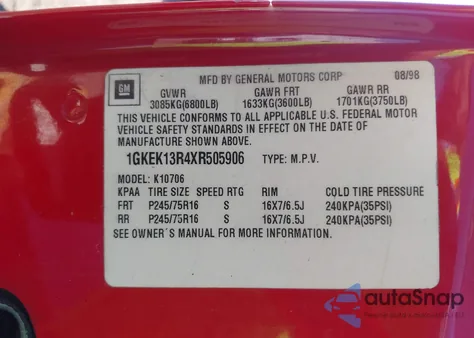 MFD BY GENERAL MOTORS CORP 08/98
GM GVWR GAWR FRT GAWR RR
3085KG(6800LB) 1633KG(3600LB) 1701KG(3750LB)
THIS VEHICLE CONFORMS TO ALL APPLICABLE U.S. FEDERAL MOTOR
VEHICLE SAFETY STANDARDS IN EFFECT ON THE DATE OF
MANUFACTURE SHOWN ABOVE.
1GKEK13R4XR505906 TYPE: M.P.V.
MODEL: K10706
KPAA TIRE SIZE SPEED RTG RIM COLD TIRE PRESSURE
FRT P245/75R16 S 16X7/6.5J 240KPA(35PSI)
RR P245/75R16 S 16X7/6.5J 240KPA(35PSI)
SEE OWNER'S MANUAL FOR MORE INFORMATION.
autoSnap